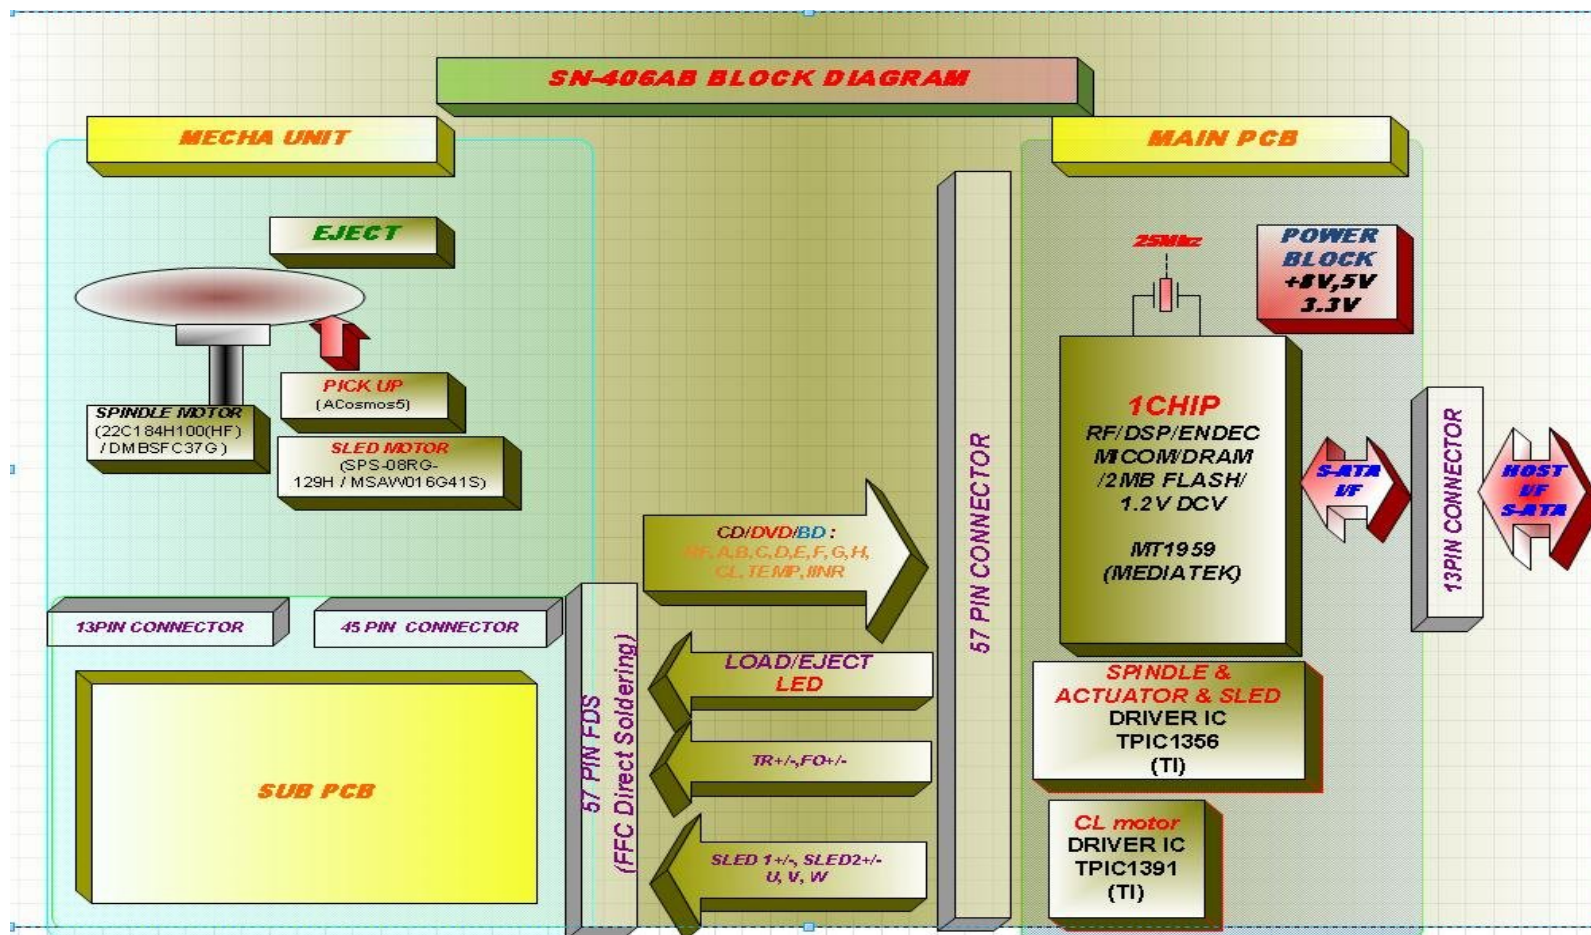 SN-406AB BLOCK DIAGRAM
MECHA UNIT
MAIN PCB
EJECT
25Mhz
POWER
BLOCK
+8V,5V
3.3V
PICK UP
(ACosmos5)
SPINDLE MOTOR
(22C184H100(HF)
/ DMBSFC37G)
SLED MOTOR
(SPS-08RG-
129H / MSAW016G41S)
1CHIP
RF/DSP/ENDEC
MICOM/DRAM
/2MB FLASH/
1.2V DCV
MT1959
(MEDIATEK)
S-ATA
I/F
13PIN CONNECTOR
HOST
I/F
S-ATA
57 PIN CONNECTOR
CD/DVD/BD :
RF,A,B,C,D,E,F,G,H,
CL,TEMP,
13PIN CONNECTOR
45 PIN CONNECTOR
57 PIN FDS
(FFC Direct Soldering)
LOAD/EJECT
LED
SPINDLE &
ACTUATOR & SLED
DRIVER IC
TPIC1356
(TI)
TR+/-,FO+/-
SUB PCB
CL motor
DRIVER IC
TPIC1391
(TI)
SLED 1+/-, SLED2+/-
U, V, W